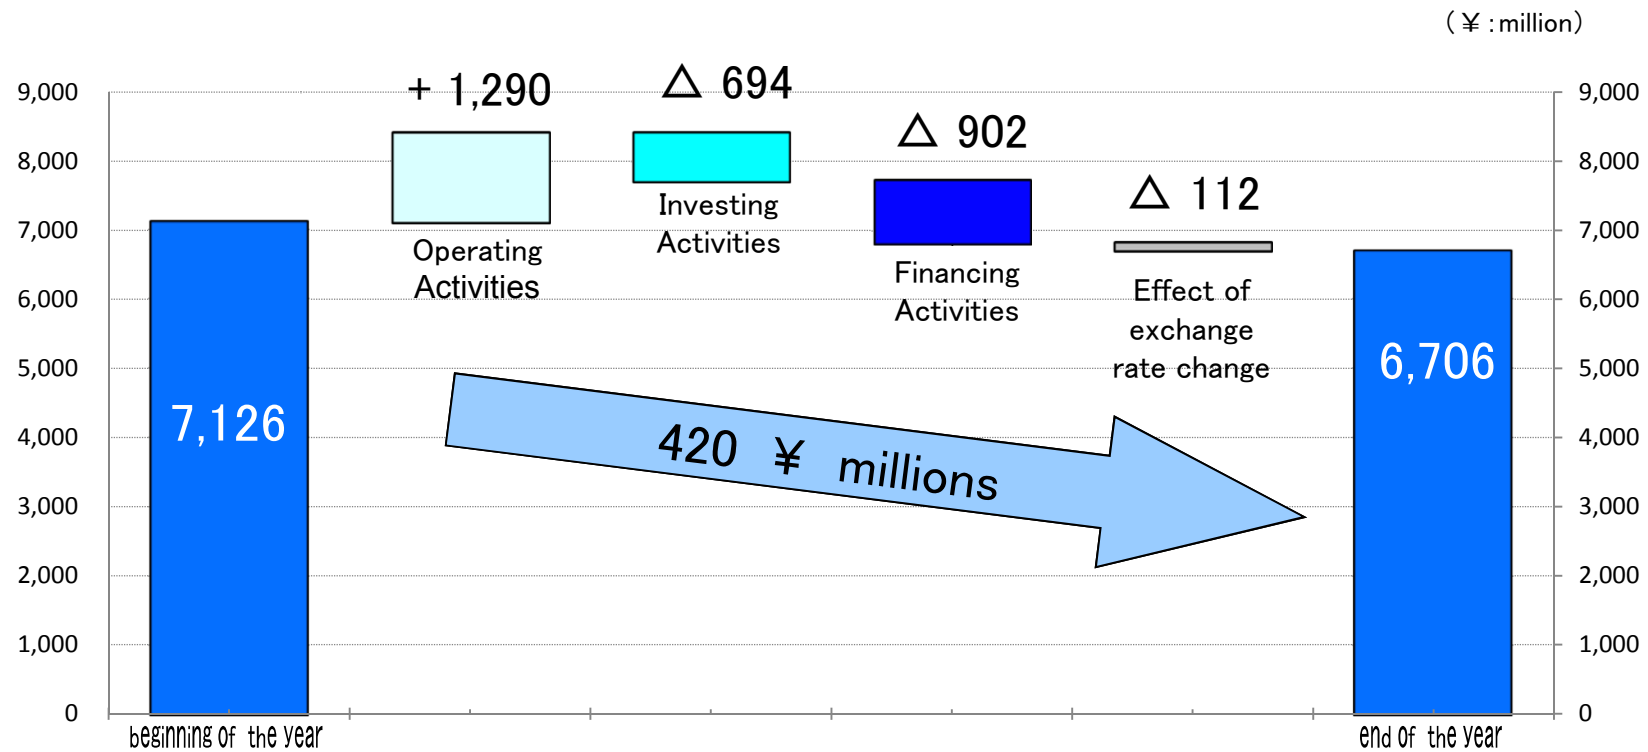 （￥：million）
9,000
8,000
7,000
6,000
5,000
4,000
3,000
2,000
1,000
0
+ 1,290
△ 694
△ 902
△ 112
Operating
Activities
Investing
Activities
Financing
Activities
Effect of
exchange
rate change
7,126
420 ￥ millions
6,706
9,000
8,000
7,000
6,000
5,000
4,000
3,000
2,000
1,000
0
beginning of the year
end of the year